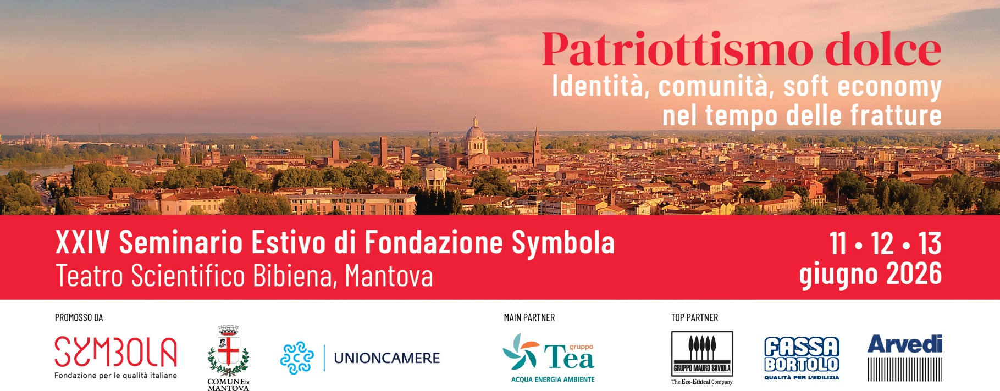 Patriottismo dolce
Identità, comunità, soft economy
nel tempo delle fratture
XXIV Seminario Estivo di Fondazione Symbola
Teatro Scientifico Bibiena, Mantova
11 • 12 • 13
giugno 2026
PROMOSSO DA
SYMBOLA
Fondazione per le qualità italiane
COMUNE DI
MANTOVA
UNIONCAMERE
MAIN PARTNER
gruppo
Tea
ACQUA ENERGIA AMBIENTE
TOP PARTNER
GRUPPO MAURO SAVIOLA
The Eco-Ethical Company
FASSA
BORTOLO
QUALITÀ PER L'EDILIZIA
Arvedi